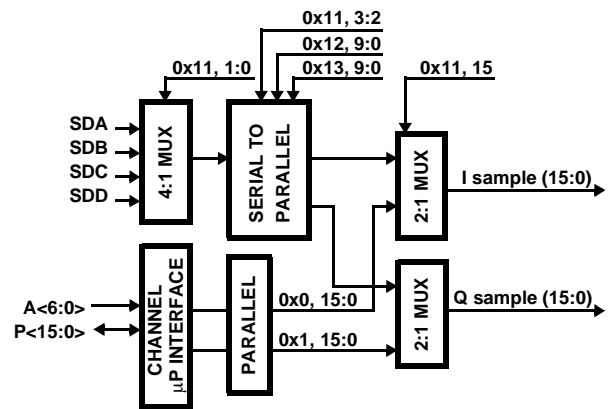 0x11, 3:2
0x12, 9:0
0x11, 1:0
0x13, 9:0
0x11, 15
SDA
SDB
SDC
SDD
4:1 MUX
SERIAL TO
PARALLEL
2:1 MUX
I sample (15:0)
A<6:0>
P<15:0>
CHANNEL
µP INTERFACE
PARALLEL
0x0, 15:0
0x1, 15:0
2:1 MUX
Q sample (15:0)